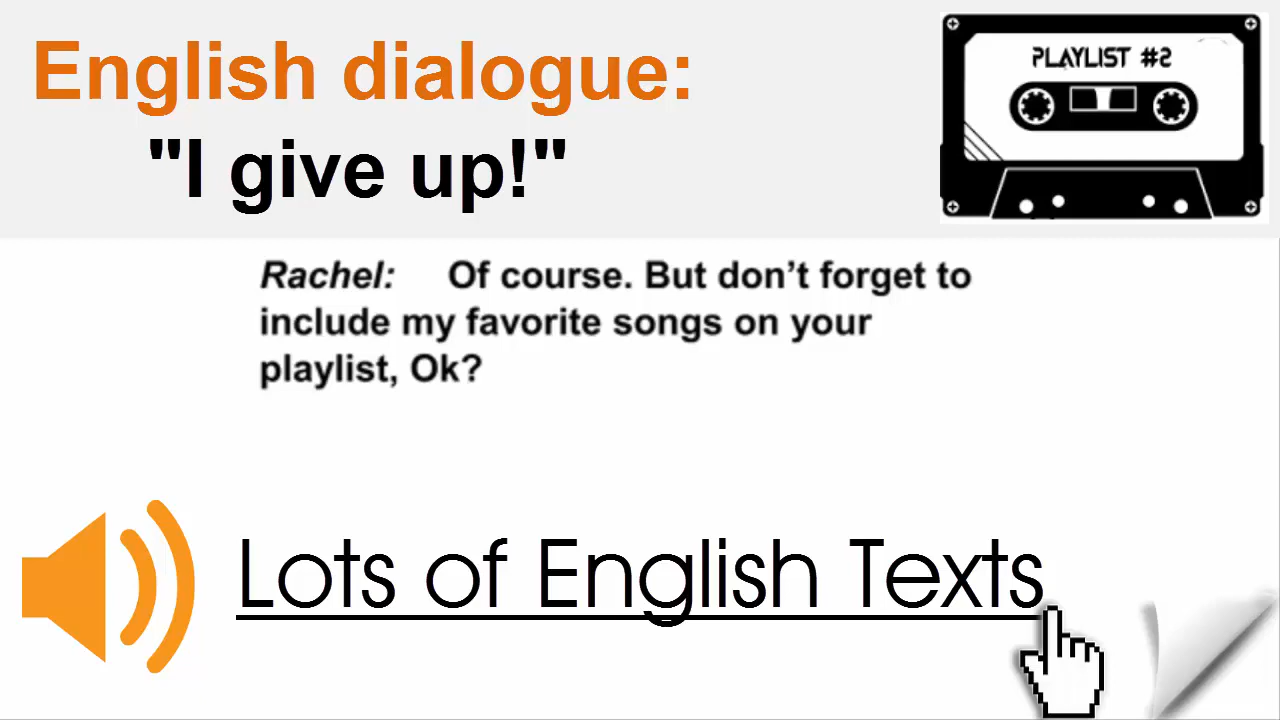 English dialogue:
"I give up!"
PLAYLIST #2
Rachel: Of course. But don’t forget to
include my favorite songs on your
playlist, Ok?
Lots of English Texts